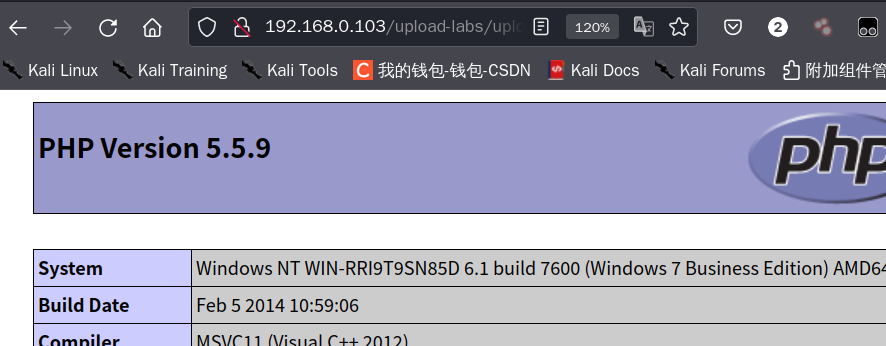 192.168.0.103/upload-labs/uplo 120% 2
Kali Linux Kali Training Kali Tools C 我的钱包-钱包-CSDN Kali Docs Kali Forums 附加组件管
PHP Version 5.5.9 php
System Windows NT WIN-RRI9T9SN85D 6.1 build 7600 (Windows 7 Business Edition) AMD64
Build Date Feb 5 2014 10:59:06
Compiler MSVC11 (Visual C++ 2012)